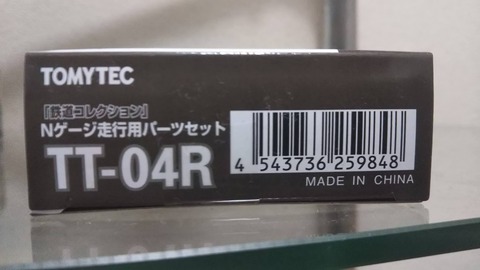 TOMYTEC
『鉄道コレクション』
Nゲージ走行用パーツセット
TT-04R
4 543736 259848
MADE IN CHINA